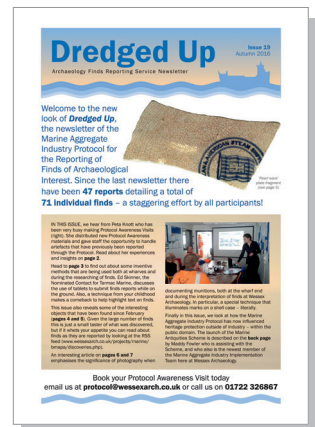 Dredged Up
Issue 19
Autumn 2016
Archaeology Finds Reporting Service Newsletter
Welcome to the new
look of Dredged Up,
the newsletter of the
Marine Aggregate
Industry Protocol for
the Reporting of
Finds of Archaeological
Interest. Since the last newsletter there
have been 47 reports detailing a total of
71 individual finds – a staggering effort by all participants!
plate fragment
(see page 5)
IN THIS ISSUE, we hear from Peta Knott who has
been very busy making Protocol Awareness Visits
(right). She distributed new Protocol Awareness
materials and gave staff the opportunity to handle
artefacts that have previously been reported
through the Protocol. Read about her experiences
and insights on page 2.
Head to page 3 to find out about some inventive
methods that are being used both at wharves and
during the researching of finds. Ed Skinner, the
Nominated Contact for Tarmac Marine, discusses
the use of tablets to submit finds reports while on
the ground. Also, a technique from your childhood
makes a comeback to help highlight text on finds.
This issue also reveals some of the interesting
objects that have been found since February
(pages 4 and 5). Given the large number of finds
this is just a small taster of what was discovered,
but if it whets your appetite you can read about
finds as they are reported by looking at the RSS
feed (www.wessexarch.co.uk/projects/marine/
bmapa/discoveries.php).
An interesting article on pages 6 and 7
emphasises the significance of photography when
documenting munitions, both at the wharf end
and during the interpretation of finds at Wessex
Archaeology. In particular, a special technique that
illuminates marks on a shell case – literally.
Finally in this issue, we look at how the Marine
Aggregate Industry Protocol has now influenced
heritage protection outside of industry – within the
public domain. The launch of the Marine
Antiquities Scheme is described on the back page
by Maddy Fowler who is assisting with the
Scheme, and who is also the newest member of
the Marine Aggregate Industry Implementation
Team here at Wessex Archaeology.
Book your Protocol Awareness Visit today
email us at protocol@wessexarch.co.uk or call us on 01722 326867